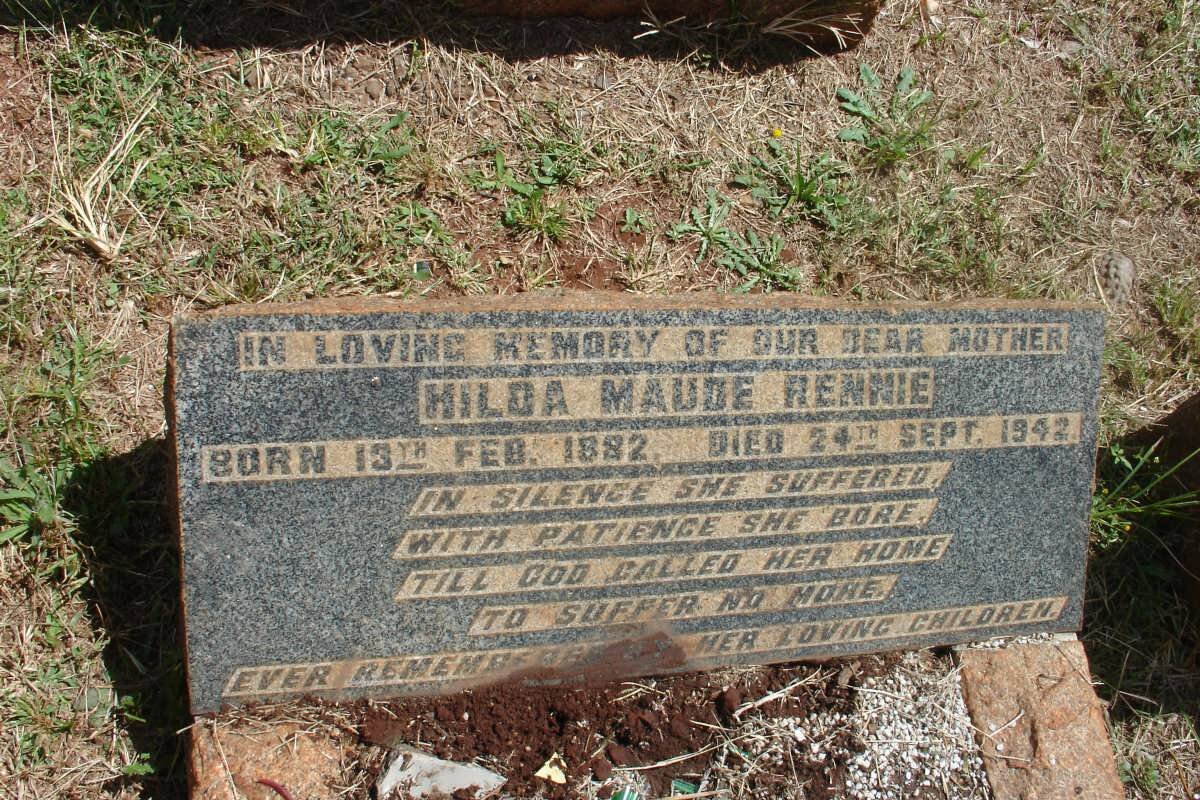 IN LOVING MEMORY OF OUR DEAR MOTHER
HILDA MAUDE RENNIE
BORN 13TH FEB. 1882, DIED 24TH SEPT. 1942
IN SILENCE SHE SUFFERED,
WITH PATIENCE SHE BORE,
TILL GOD CALLED HER HOME
TO SUFFER NO MORE.
EVER REMEMBERED BY HER LOVING CHILDREN.